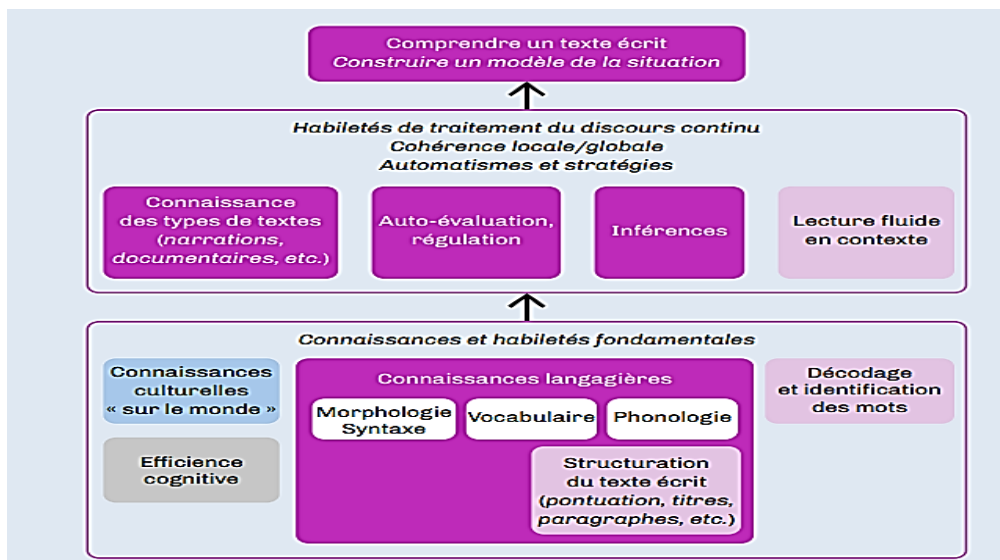 Comprendre un texte écrit
Construire un modèle de la situation
Habiletés de traitement du discours continu
Cohérence locale/globale
Automatismes et stratégies
Connaissance
des types de textes
(narrations,
documentaires, etc.)
Auto-évaluation,
régulation
Inférences
Lecture fluide
en contexte
Connaissances et habiletés fondamentales
Connaissances
culturelles
« sur le monde »
Efficience
cognitive
Connaissances langagières
Morphologie
Syntaxe
Vocabulaire
Phonologie
Structuration
du texte écrit
(pontuation, titres,
paragraphes, etc.)
Décodage
et identification
des mots